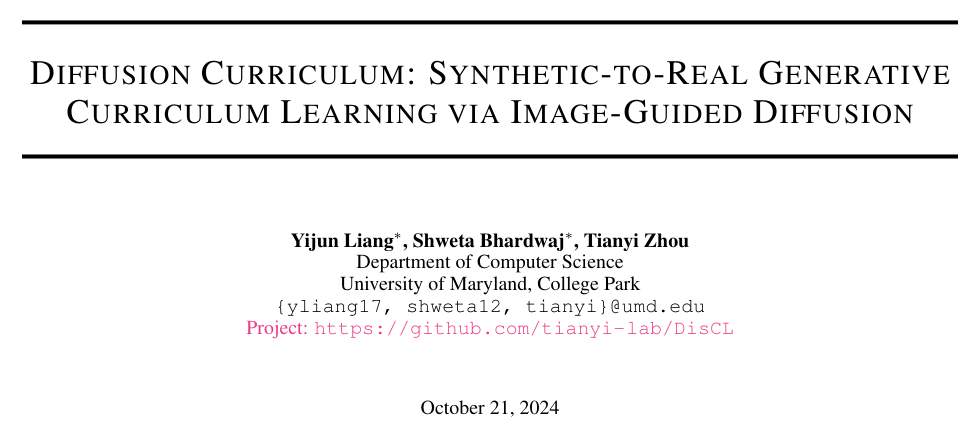 DIFFUSION CURRICULUM: SYNTHETIC-TO-REAL GENERATIVE
CURRICULUM LEARNING VIA IMAGE-GUIDED DIFFUSION
Yijun Liang*, Shweta Bhardwaj*, Tianyi Zhou
Department of Computer Science
University of Maryland, College Park
{yliang17, shweta12, tianyi}@umd.edu
Project: https://github.com/tianyi-lab/DisCL
October 21, 2024